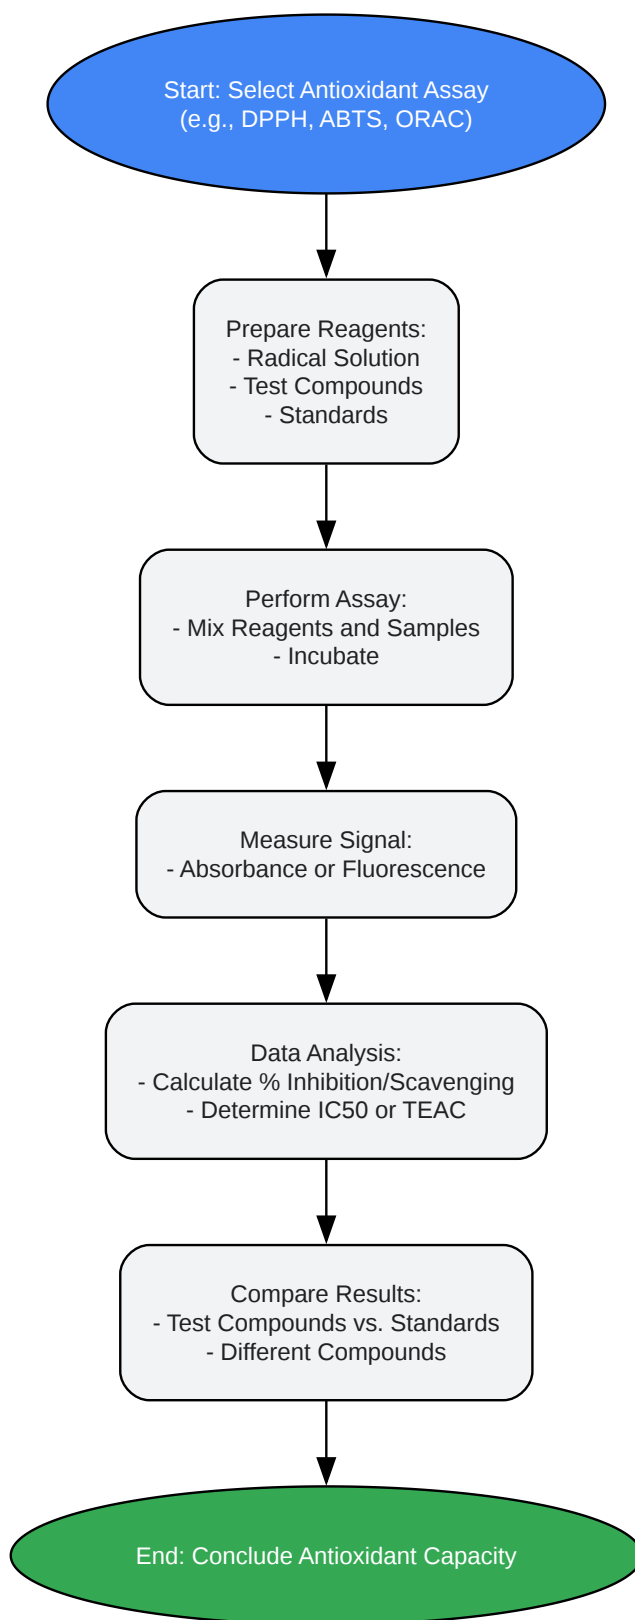 Start: Select Antioxidant Assay
(e.g., DPPH, ABTS, ORAC)
Prepare Reagents:
- Radical Solution
- Test Compounds
- Standards
Perform Assay:
- Mix Reagents and Samples
- Incubate
Measure Signal:
- Absorbance or Fluorescence
Data Analysis:
- Calculate % Inhibition/Scavenging
- Determine IC50 or TEAC
Compare Results:
- Test Compounds vs. Standards
- Different Compounds
End: Conclude Antioxidant Capacity